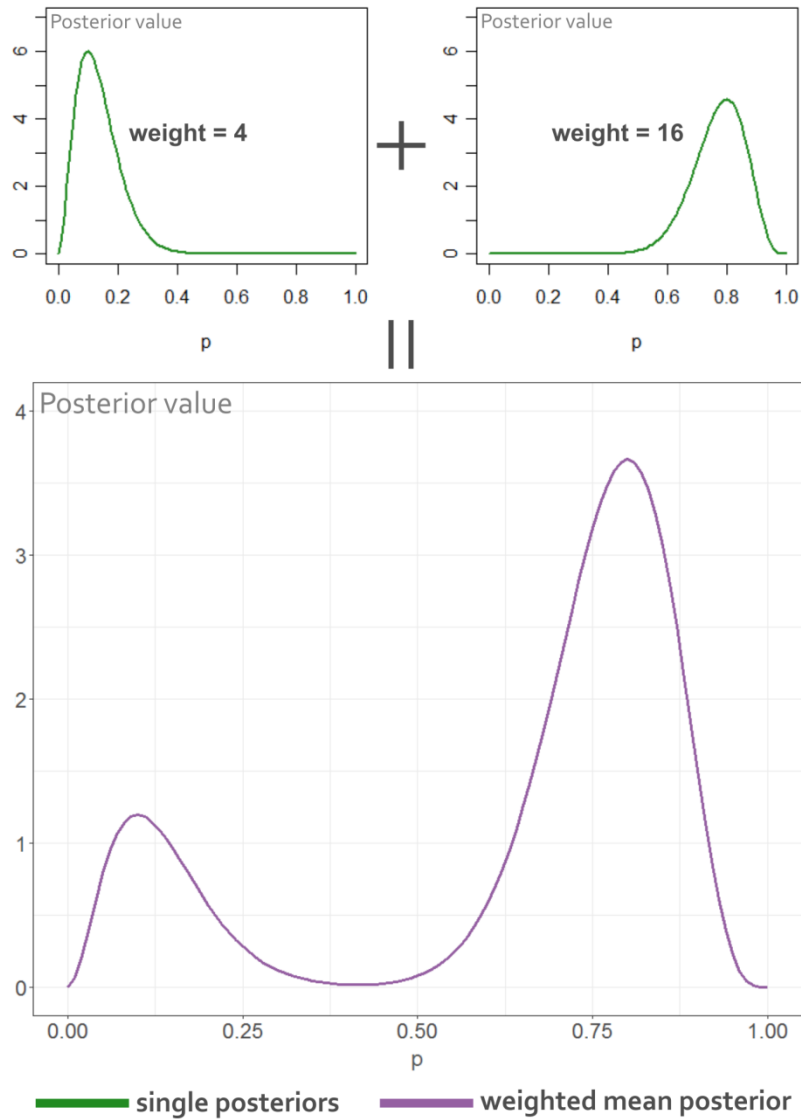 Posterior value
6
4
2
0
weight = 4
0.0 0.2 0.4 0.6 0.8 1.0
p
+
Posterior value
6
4
2
0
weight = 16
0.0 0.2 0.4 0.6 0.8 1.0
p
||
Posterior value
4
3
2
1
0
0.00 0.25 0.50 0.75 1.00
p
single posteriors
weighted mean posterior